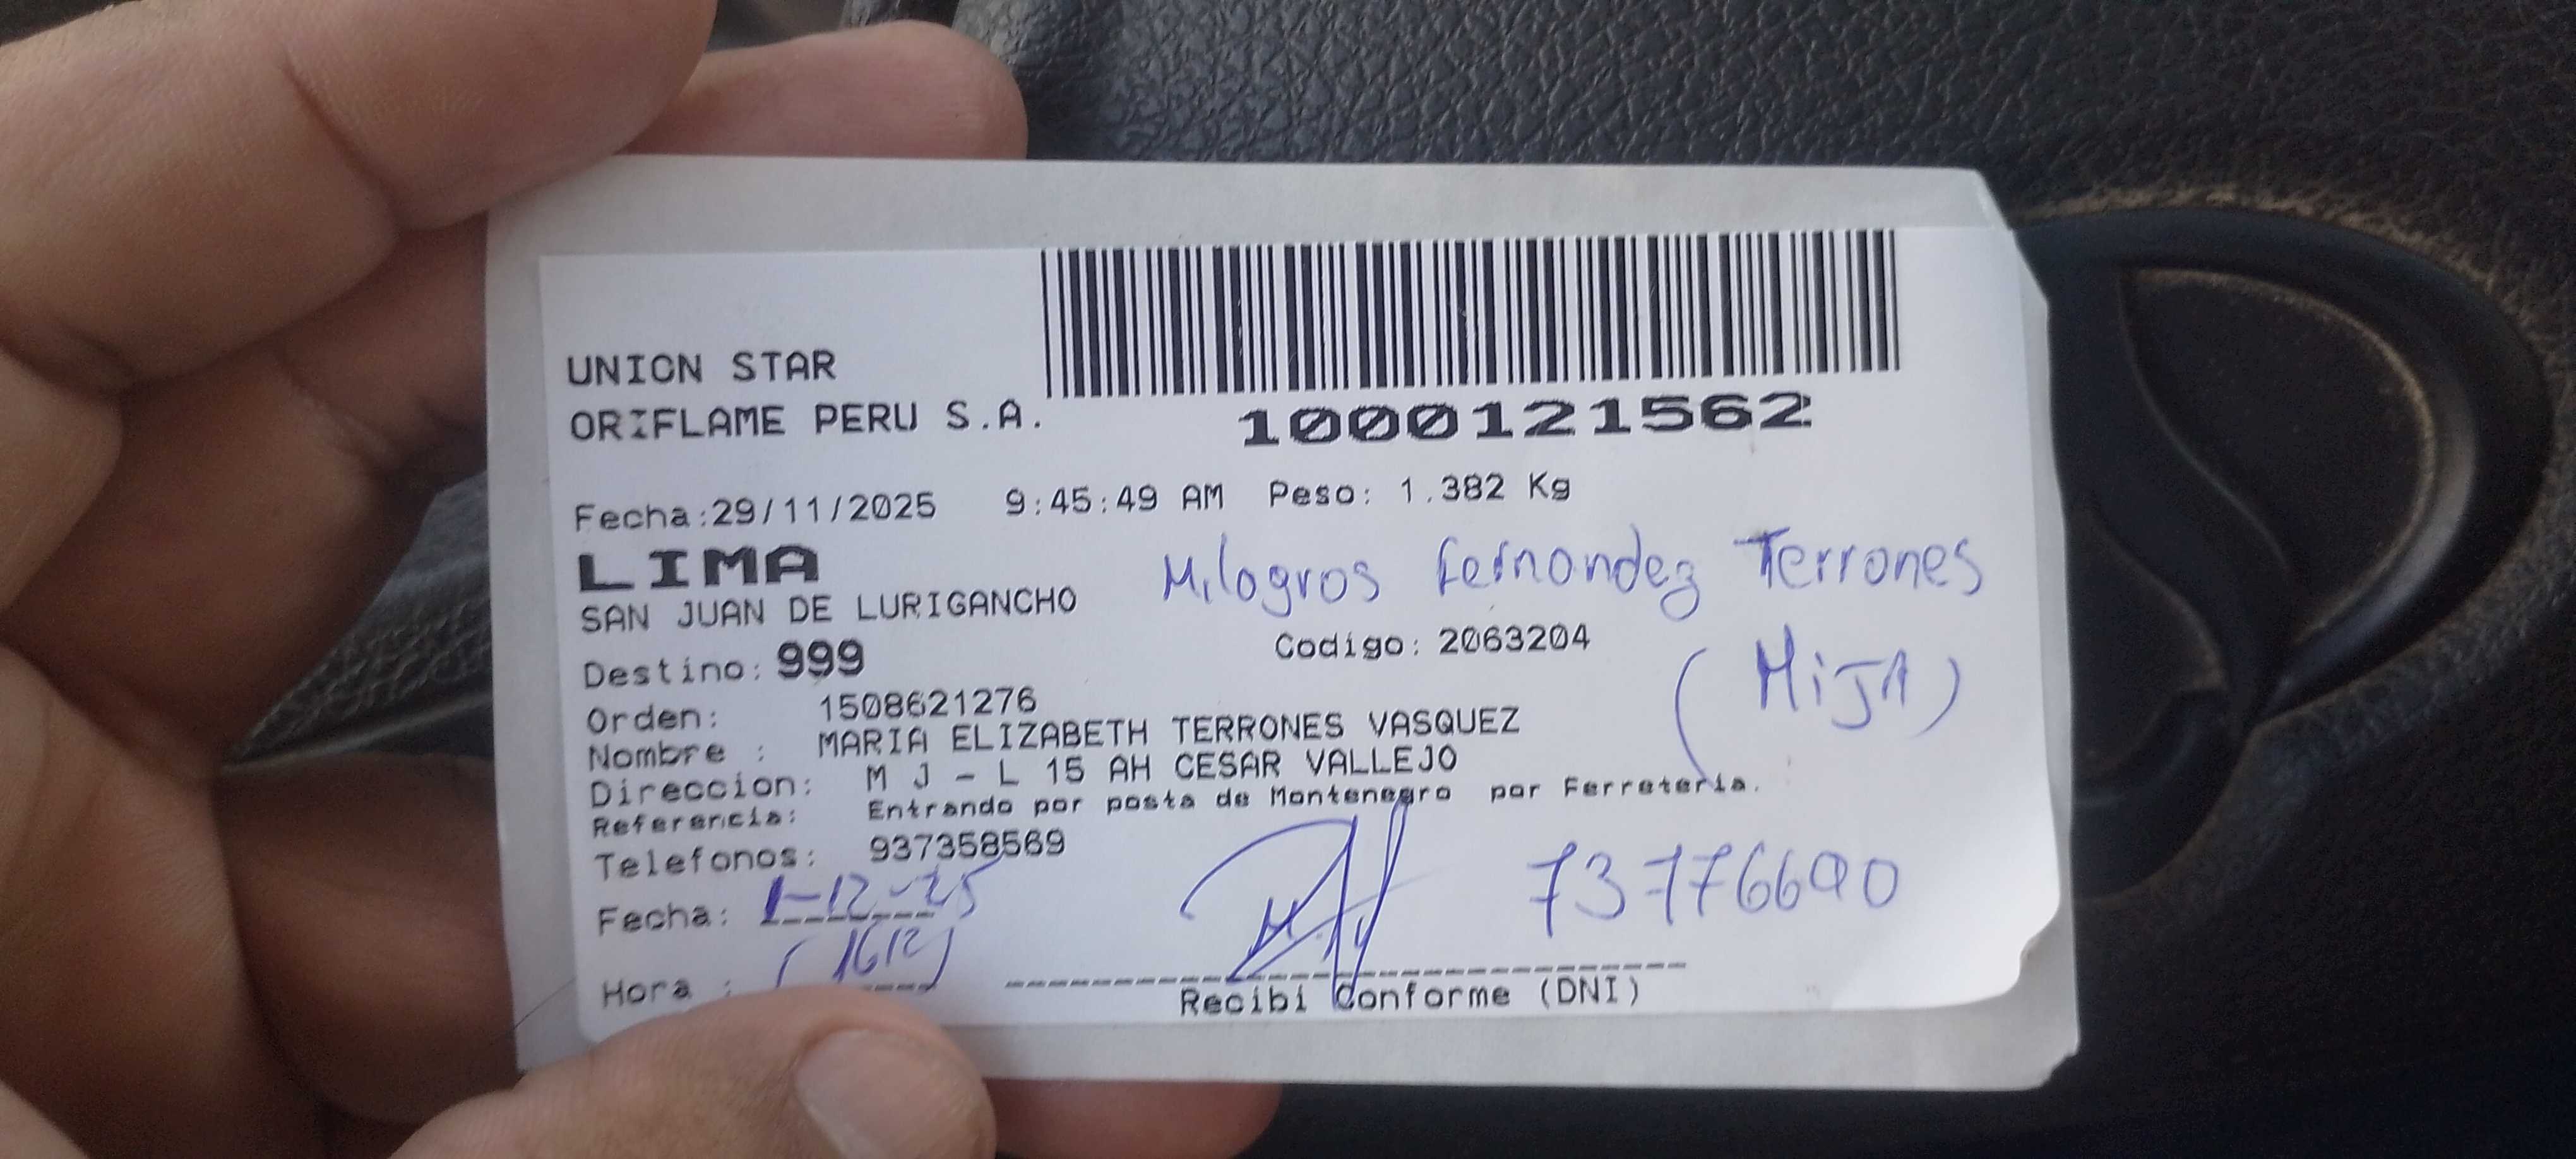 UNION STAR
ORIFLAME PERU S.A.
1000121562
Fecha:29/11/2025 9:45:49 AM Peso: 1.382 Kg
LIMA
Milagros Fernandez Terrones
SAN JUAN DE LURIGANCHO
Codigo: 2063204
(HiJA)
Destino: 999
Orden: 1508621276
Nombre : MARIA ELIZABETH TERRONES VASQUEZ
Direccion: M J - L 15 AH CESAR VALLEJO
Referencia: Entrando por posta de Montenegro por Ferreteria.
Telefonos: 937358569
Fecha: 1-12-25
73776690
Hora : (1612)
Recibi Conforme (DNI)